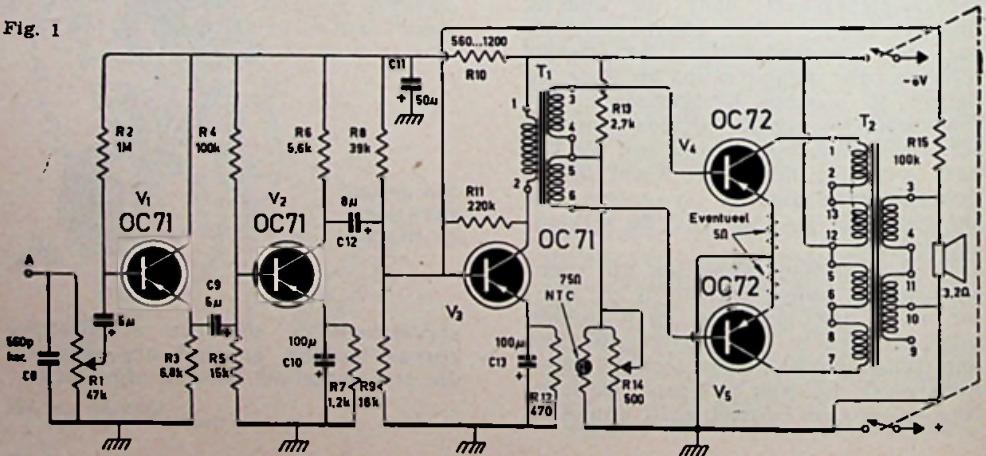 Fig. 1
A
560p
ker.
C8
R1
47k
5µ
R2
1M
V1
OC71
R3
6,8k
C9
5µ
R4
100k
R5
15k
V2
OC71
100µ
C10
R6
5,6k
R7
1,2k
8µ
C12
R8
39k
R9
16k
C11
50µ
560...1200
R10
R11
220k
V3
OC71
100µ
C13
R12
470
T1
1
2
3
4
5
6
R13
2,7k
75Ω
NTC
R14
500
V4
OC72
Eventueel
5Ω
OC72
V5
T2
1
2
13
12
5
6
8
7
3
4
11
10
9
R15
100k
3,2Ω
-6V
+